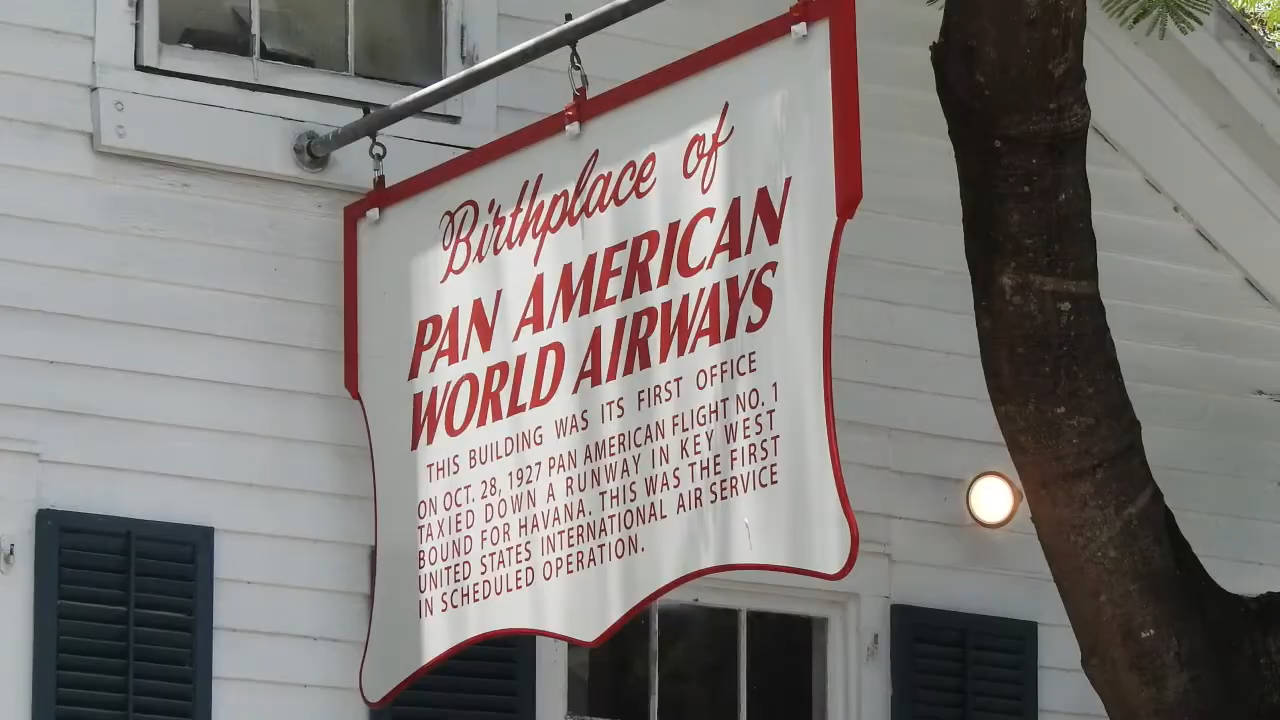 Birthplace of
PAN AMERICAN
WORLD AIRWAYS
THIS BUILDING WAS ITS FIRST OFFICE
ON OCT. 28, 1927 PAN AMERICAN FLIGHT NO. 1
TAXIED DOWN A RUNWAY IN KEY WEST
BOUND FOR HAVANA. THIS WAS THE FIRST
UNITED STATES INTERNATIONAL AIR SERVICE
IN SCHEDULED OPERATION.